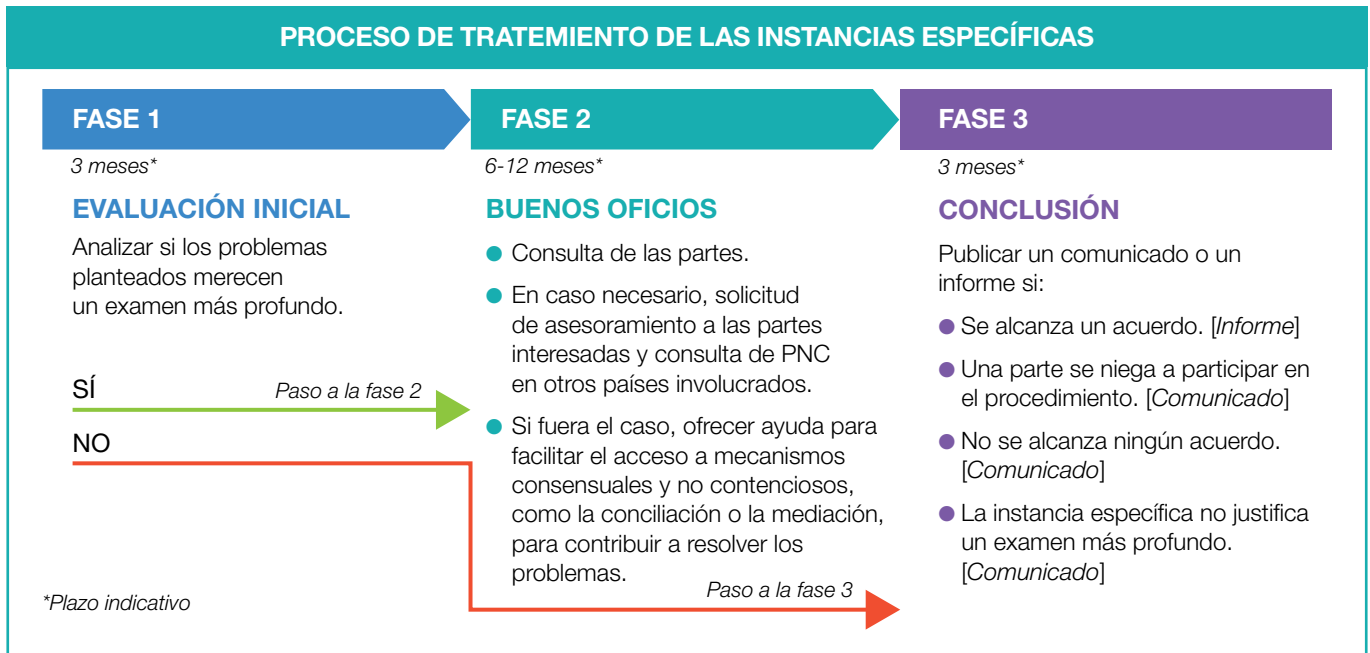 PROCESO DE TRATEMIENTO DE LAS INSTANCIAS ESPECÍFICAS
FASE 1
3 meses*
EVALUACIÓN INICIAL
Analizar si los problemas
planteados merecen
un examen más profundo.
SÍ
Paso a la fase 2
NO
*Plazo indicativo
FASE 2
6-12 meses*
BUENOS OFICIOS
● Consulta de las partes.
● En caso necesario, solicitud
de asesoramiento a las partes
interesadas y consulta de PNC
en otros países involucrados.
● Si fuera el caso, ofrecer ayuda para
facilitar el acceso a mecanismos
consensuales y no contenciosos,
como la conciliación o la mediación,
para contribuir a resolver los
problemas.
Paso a la fase 3
FASE 3
3 meses*
CONCLUSIÓN
Publicar un comunicado o un
informe si:
● Se alcanza un acuerdo. [Informe]
● Una parte se niega a participar en
el procedimiento. [Comunicado]
● No se alcanza ningún acuerdo.
[Comunicado]
● La instancia específica no justifica
un examen más profundo.
[Comunicado]